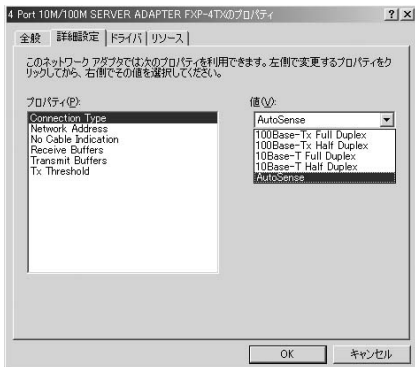 4 Port 10M/100M SERVER ADAPTER FXP-4TXのプロパティ
全般 詳細設定 ドライバ リソース
このネットワーク アダプタでは次のプロパティを利用できます。左側で変更するプロパティをク
リックしてから、右側でその値を選択してください。
プロパティ(P):
Connection Type
Network Address
No Cable Indication
Receive Buffers
Transmit Buffers
Tx Threshold
値(V):
AutoSense
100Base-Tx Full Duplex
100Base-Tx Half Duplex
10Base-T Full Duplex
10Base-T Half Duplex
AutoSense
OK キャンセル